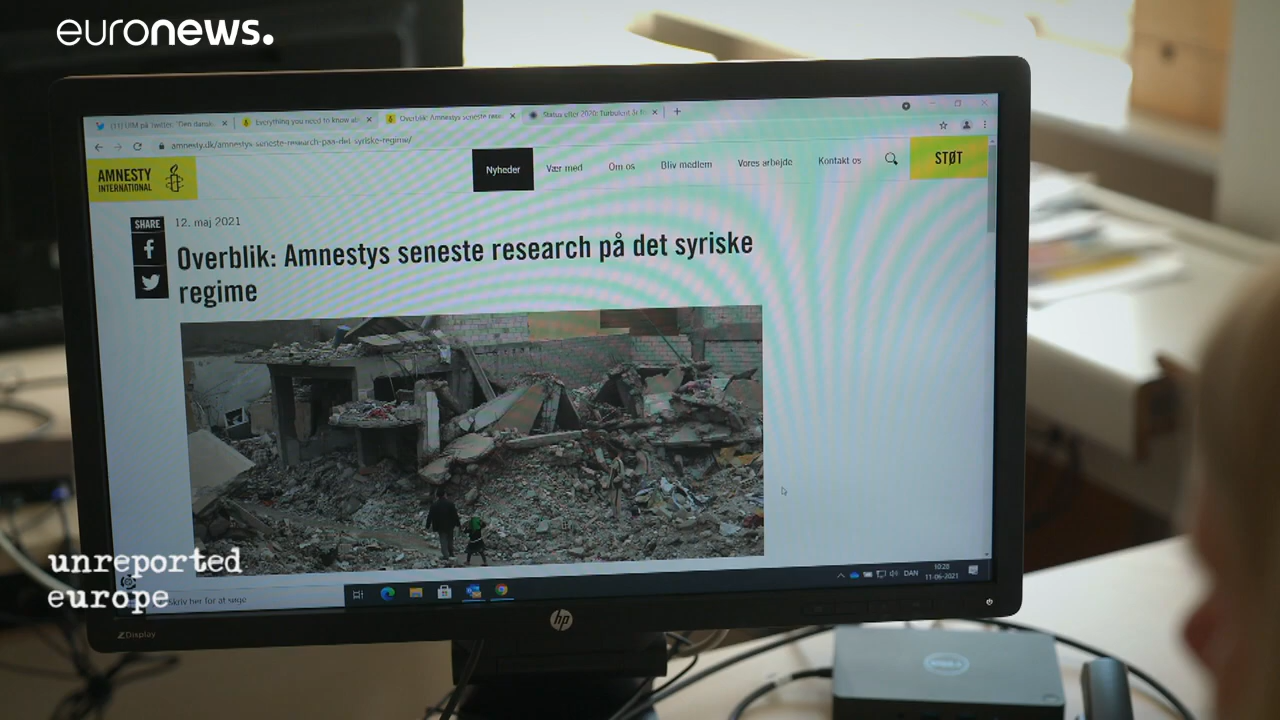 euronews.
Overblik: Amnestys seneste rese
Status efter 2020: Turbulent år f
Everything you need to know ab
amnesty.dk/amnestys-seneste-research-paa-det-syriske-regime/
AMNESTY
INTERNATIONAL
Nyheder
Vær med
Om os
Bliv medlem
Vores arbejde
Kontakt os
STØT
SHARE
12. maj 2021
Overblik: Amnestys seneste research på det syriske
regime
unreported
europe
Skriv her for at søge
DAN
10:28
11-06-2021
hp
ZDisplay
DELL